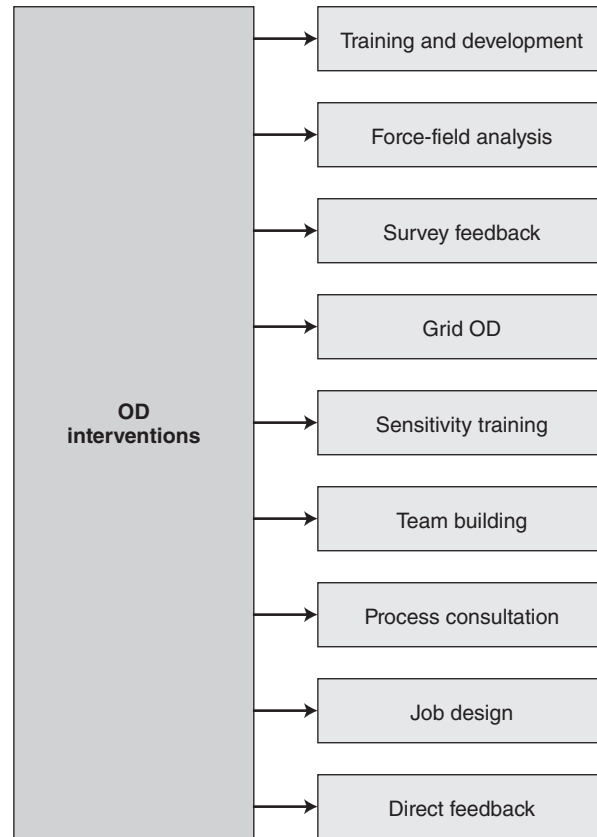 Training and development
Force-field analysis
Survey feedback
Grid OD
OD
interventions
Sensitivity training
Team building
Process consultation
Job design
Direct feedback